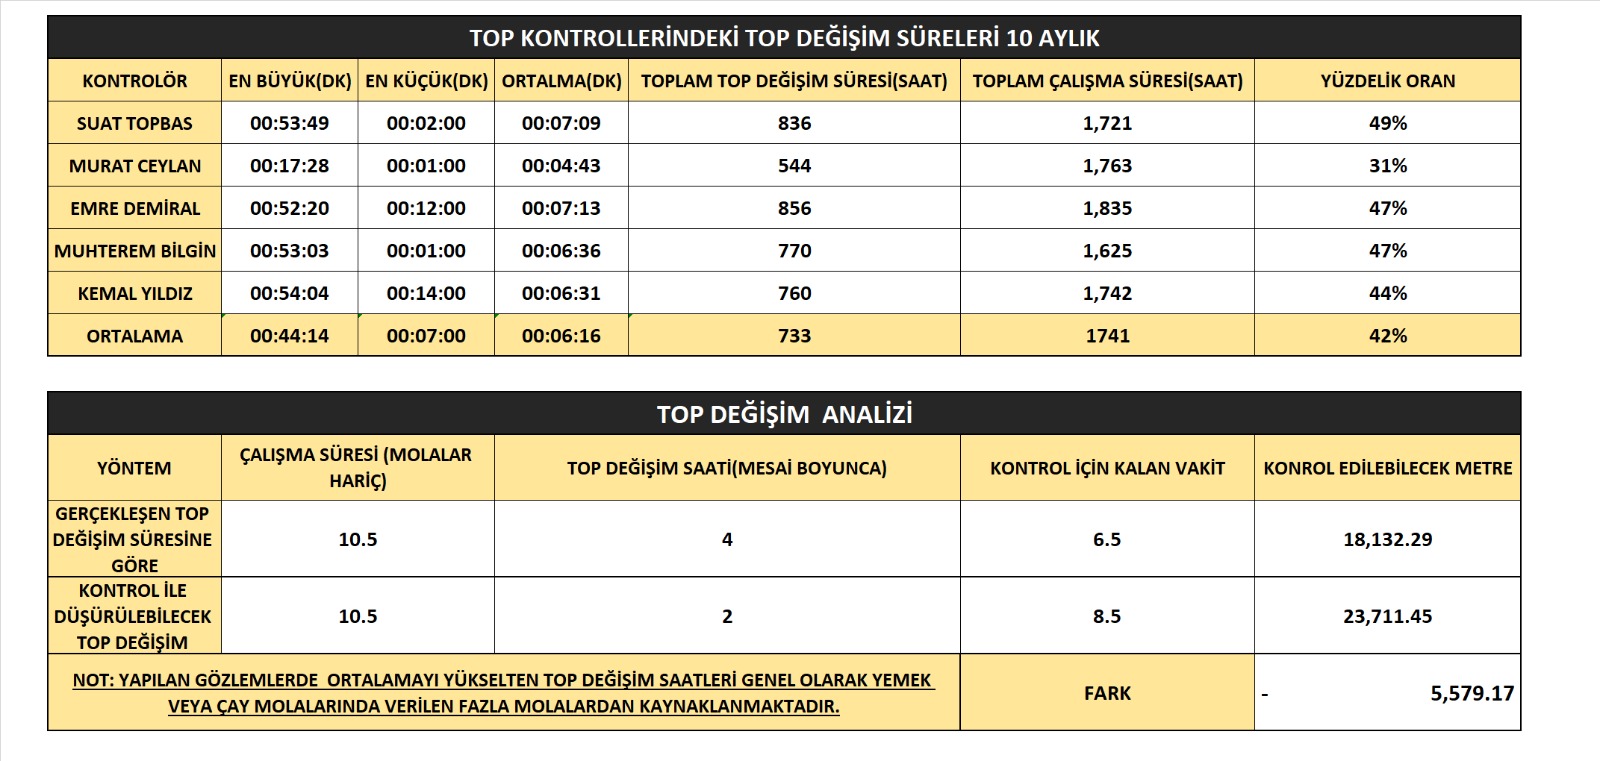 TOP KONTROLLERİNDEKİ TOP DEĞİŞİM SÜRELERİ 10 AYLIK
KONTROLÖR EN BÜYÜK(DK) EN KÜÇÜK(DK) ORTALMA(DK) TOPLAM TOP DEĞİŞİM SÜRESİ(SAAT) TOPLAM ÇALIŞMA SÜRESİ(SAAT) YÜZDELİK ORAN
SUAT TOPBAS 00:53:49 00:02:00 00:07:09 836 1,721 49%
MURAT CEYLAN 00:17:28 00:01:00 00:04:43 544 1,763 31%
EMRE DEMİRAL 00:52:20 00:12:00 00:07:13 856 1,835 47%
MUHTEREM BİLGİN 00:53:03 00:01:00 00:06:36 770 1,625 47%
KEMAL YILDIZ 00:54:04 00:14:00 00:06:31 760 1,742 44%
ORTALAMA 00:44:14 00:07:00 00:06:16 733 1741 42%
TOP DEĞİŞİM  ANALİZİ
YÖNTEM
ÇALIŞMA SÜRESİ (MOLALAR
HARİÇ)
TOP DEĞİŞİM SAATİ(MESAİ BOYUNCA)
KONTROL İÇİN KALAN VAKİT
KONROL EDİLEBİLECEK METRE
GERÇEKLEŞEN TOP
DEĞİŞİM SÜRESİNE
GÖRE
10.5 4 6.5 18,132.29
KONTROL İLE
DÜŞÜRÜLEBİLECEK
TOP DEĞİŞİM
10.5 2 8.5 23,711.45
NOT: YAPILAN GÖZLEMLERDE  ORTALAMAYI YÜKSELTEN TOP DEĞİŞİM SAATLERİ GENEL OLARAK YEMEK
VEYA ÇAY MOLALARINDA VERİLEN FAZLA MOLALARDAN KAYNAKLANMAKTADIR.
FARK
- 5,579.17